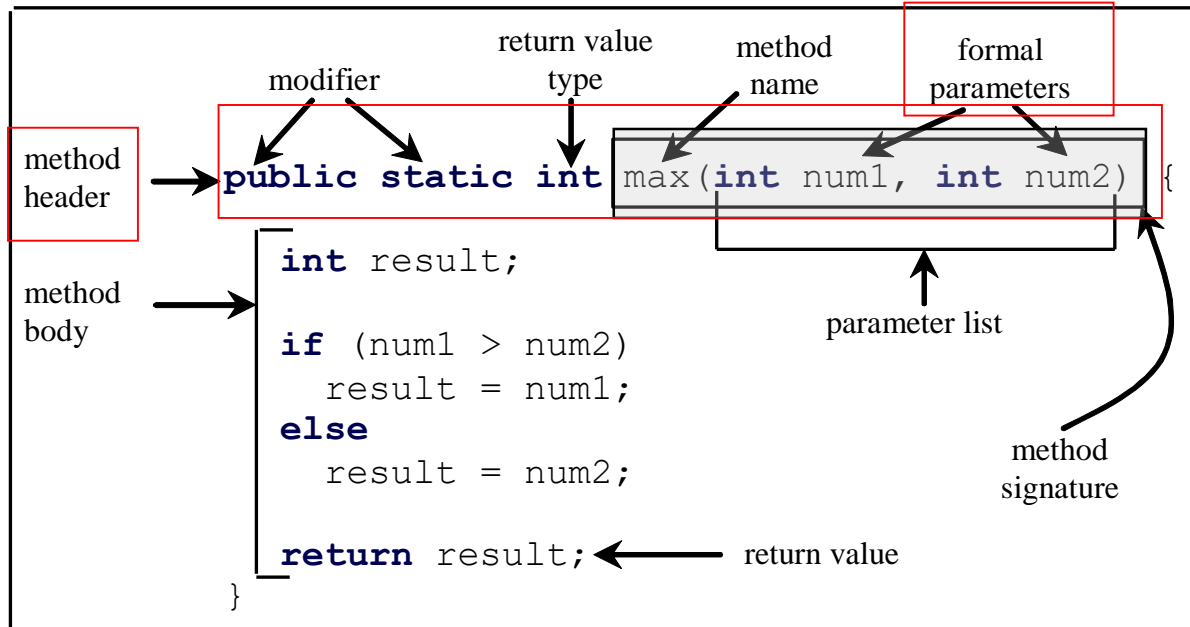 return value
type
method
name
formal
parameters
modifier
method
header
public static int max(int num1, int num2) {
method
body
int result;
if (num1 > num2)
result = num1;
else
result = num2;
return result;
}
parameter list
method
signature
return value